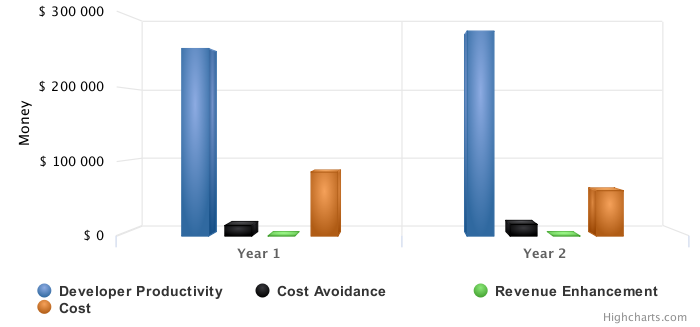 $ 300 000
$ 200 000
$ 100 000
$ 0
Money
Year 1
Year 2
Developer Productivity
Cost Avoidance
Revenue Enhancement
Cost
Highcharts.com